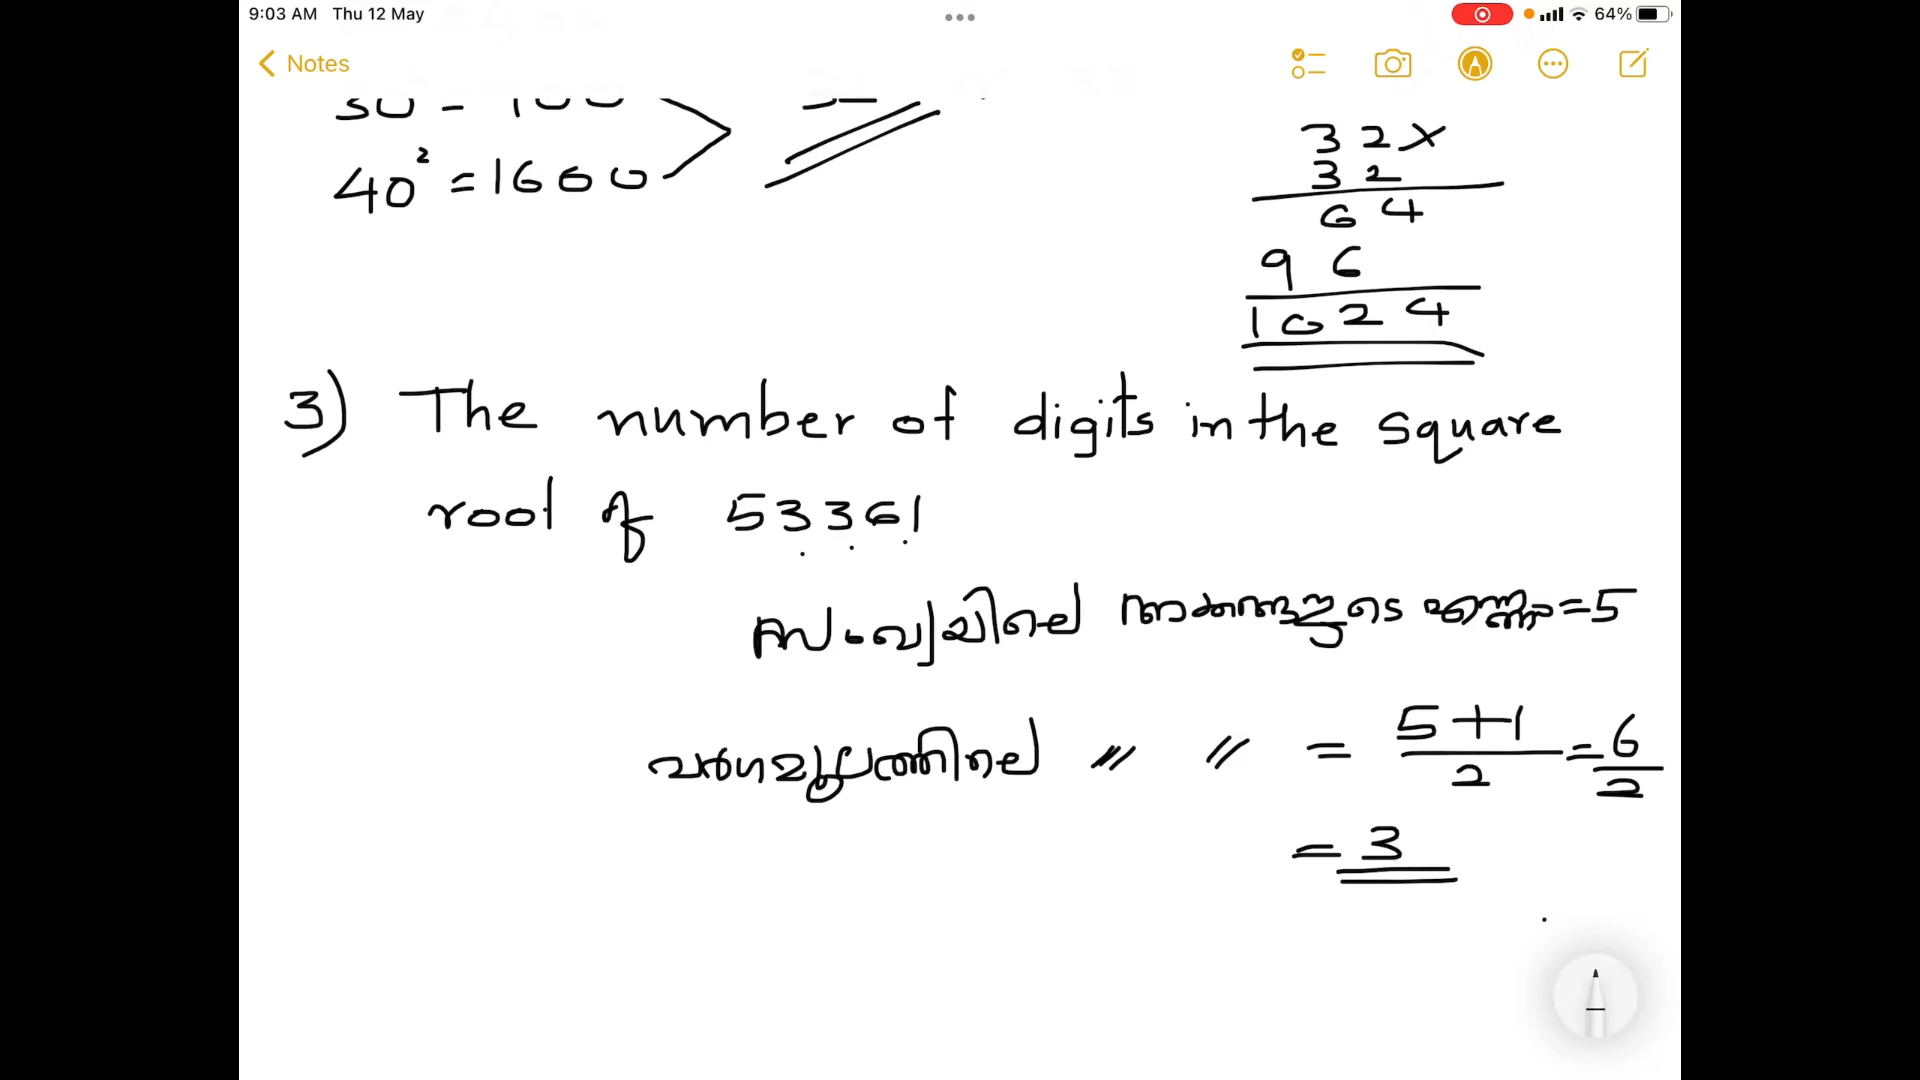 9:03 AM Thu 12 May
64%
Notes
40² = 1600
32×
32
64
96
1024
3) The number of digits in the square
root of 53361
സംഖ്യയിലെ അക്കങ്ങളുടെ എണ്ണം = 5
വർഗമൂലത്തിലെ " " = 5+1/2 = 6/2
= 3